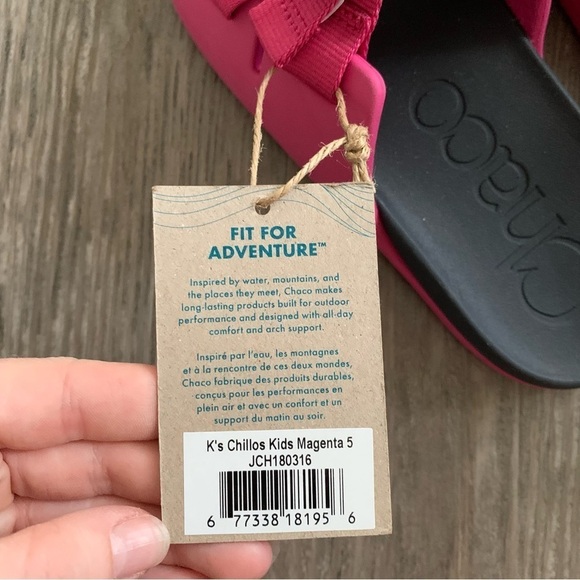 chaco
FIT FOR
ADVENTURE™
Inspired by water, mountains, and
the places they meet, Chaco makes
long-lasting products built for outdoor
performance and designed with all-day
comfort and arch support.
Inspiré par l'eau, les montagnes
et à la rencontre de ces deux mondes,
Chaco fabrique des produits durables,
conçus pour les performances en
plein air et avec un confort et un
support du matin au soir.
K's Chillos Kids Magenta 5
JCH180316
6 77338 18195 6